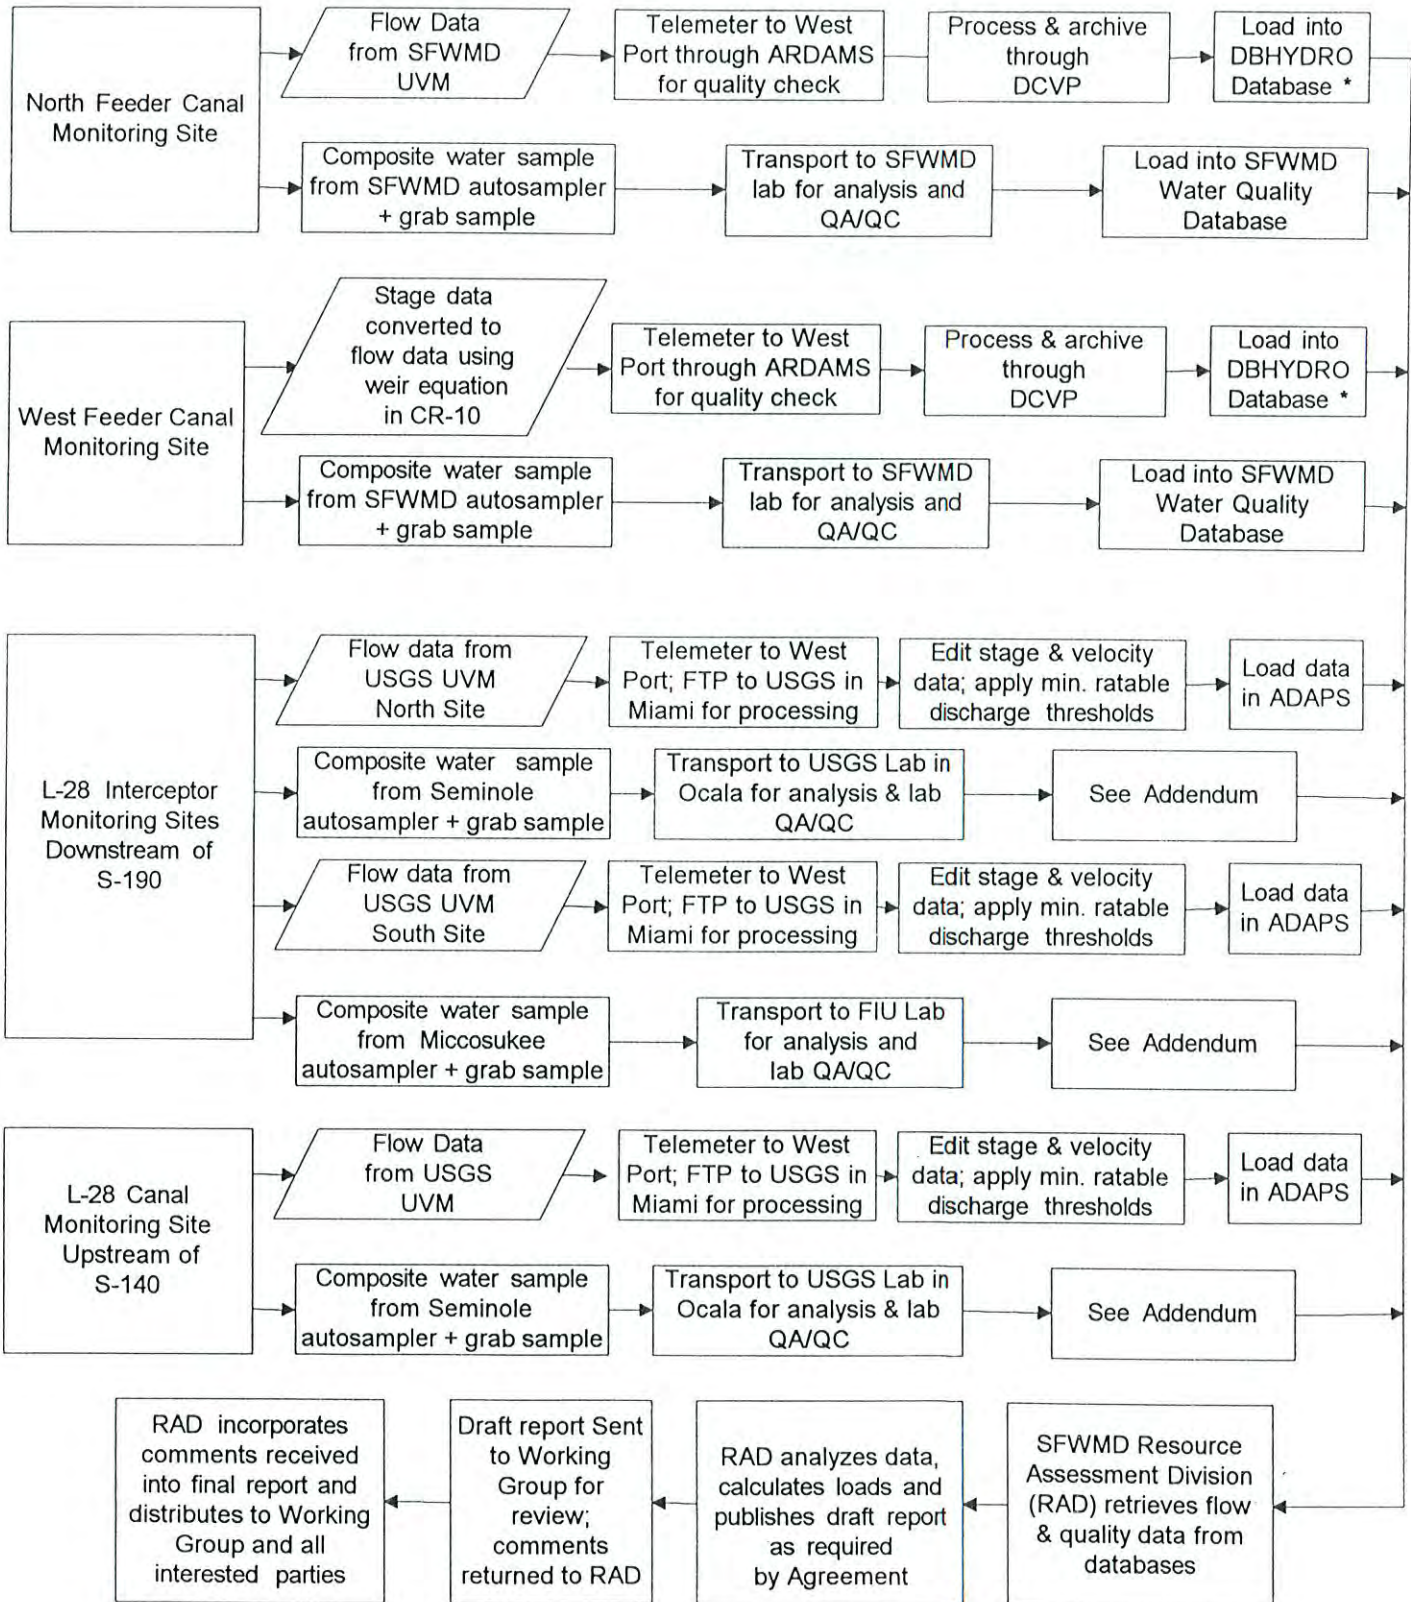 North Feeder Canal
Monitoring Site
Flow Data
from SFWMD
UVM
Telemeter to West
Port through ARDAMS
for quality check
Process & archive
through
DCVP
Load into
DBHYDRO
Database *
Composite water sample
from SFWMD autosampler
+ grab sample
Transport to SFWMD
lab for analysis and
QA/QC
Load into SFWMD
Water Quality
Database
West Feeder Canal
Monitoring Site
Stage data
converted to
flow data using
weir equation
in CR-10
Telemeter to West
Port through ARDAMS
for quality check
Process & archive
through
DCVP
Load into
DBHYDRO
Database *
Composite water sample
from SFWMD autosampler
+ grab sample
Transport to SFWMD
lab for analysis and
QA/QC
Load into SFWMD
Water Quality
Database
L-28 Interceptor
Monitoring Sites
Downstream of
S-190
Flow data from
USGS UVM
North Site
Telemeter to West
Port; FTP to USGS in
Miami for processing
Edit stage & velocity
data; apply min. ratable
discharge thresholds
Load data
in ADAPS
Composite water sample
from Seminole
autosampler + grab sample
Transport to USGS Lab in
Ocala for analysis & lab
QA/QC
See Addendum
Flow data from
USGS UVM
South Site
Telemeter to West
Port; FTP to USGS in
Miami for processing
Edit stage & velocity
data; apply min. ratable
discharge thresholds
Load data
in ADAPS
Composite water sample
from Miccosukee
autosampler + grab sample
Transport to FIU Lab
for analysis and
lab QA/QC
See Addendum
L-28 Canal
Monitoring Site
Upstream of
S-140
Flow Data
from USGS
UVM
Telemeter to West
Port; FTP to USGS in
Miami for processing
Edit stage & velocity
data; apply min. ratable
discharge thresholds
Load data
in ADAPS
Composite water sample
from Seminole
autosampler + grab sample
Transport to USGS Lab in
Ocala for analysis & lab
QA/QC
See Addendum
SFWMD Resource
Assessment Division
(RAD) retrieves flow
& quality data from
databases
RAD analyzes data,
calculates loads and
publishes draft report
as required
by Agreement
Draft report Sent
to Working
Group for
review;
comments
returned to RAD
RAD incorporates
comments received
into final report and
distributes to Working
Group and all
interested parties